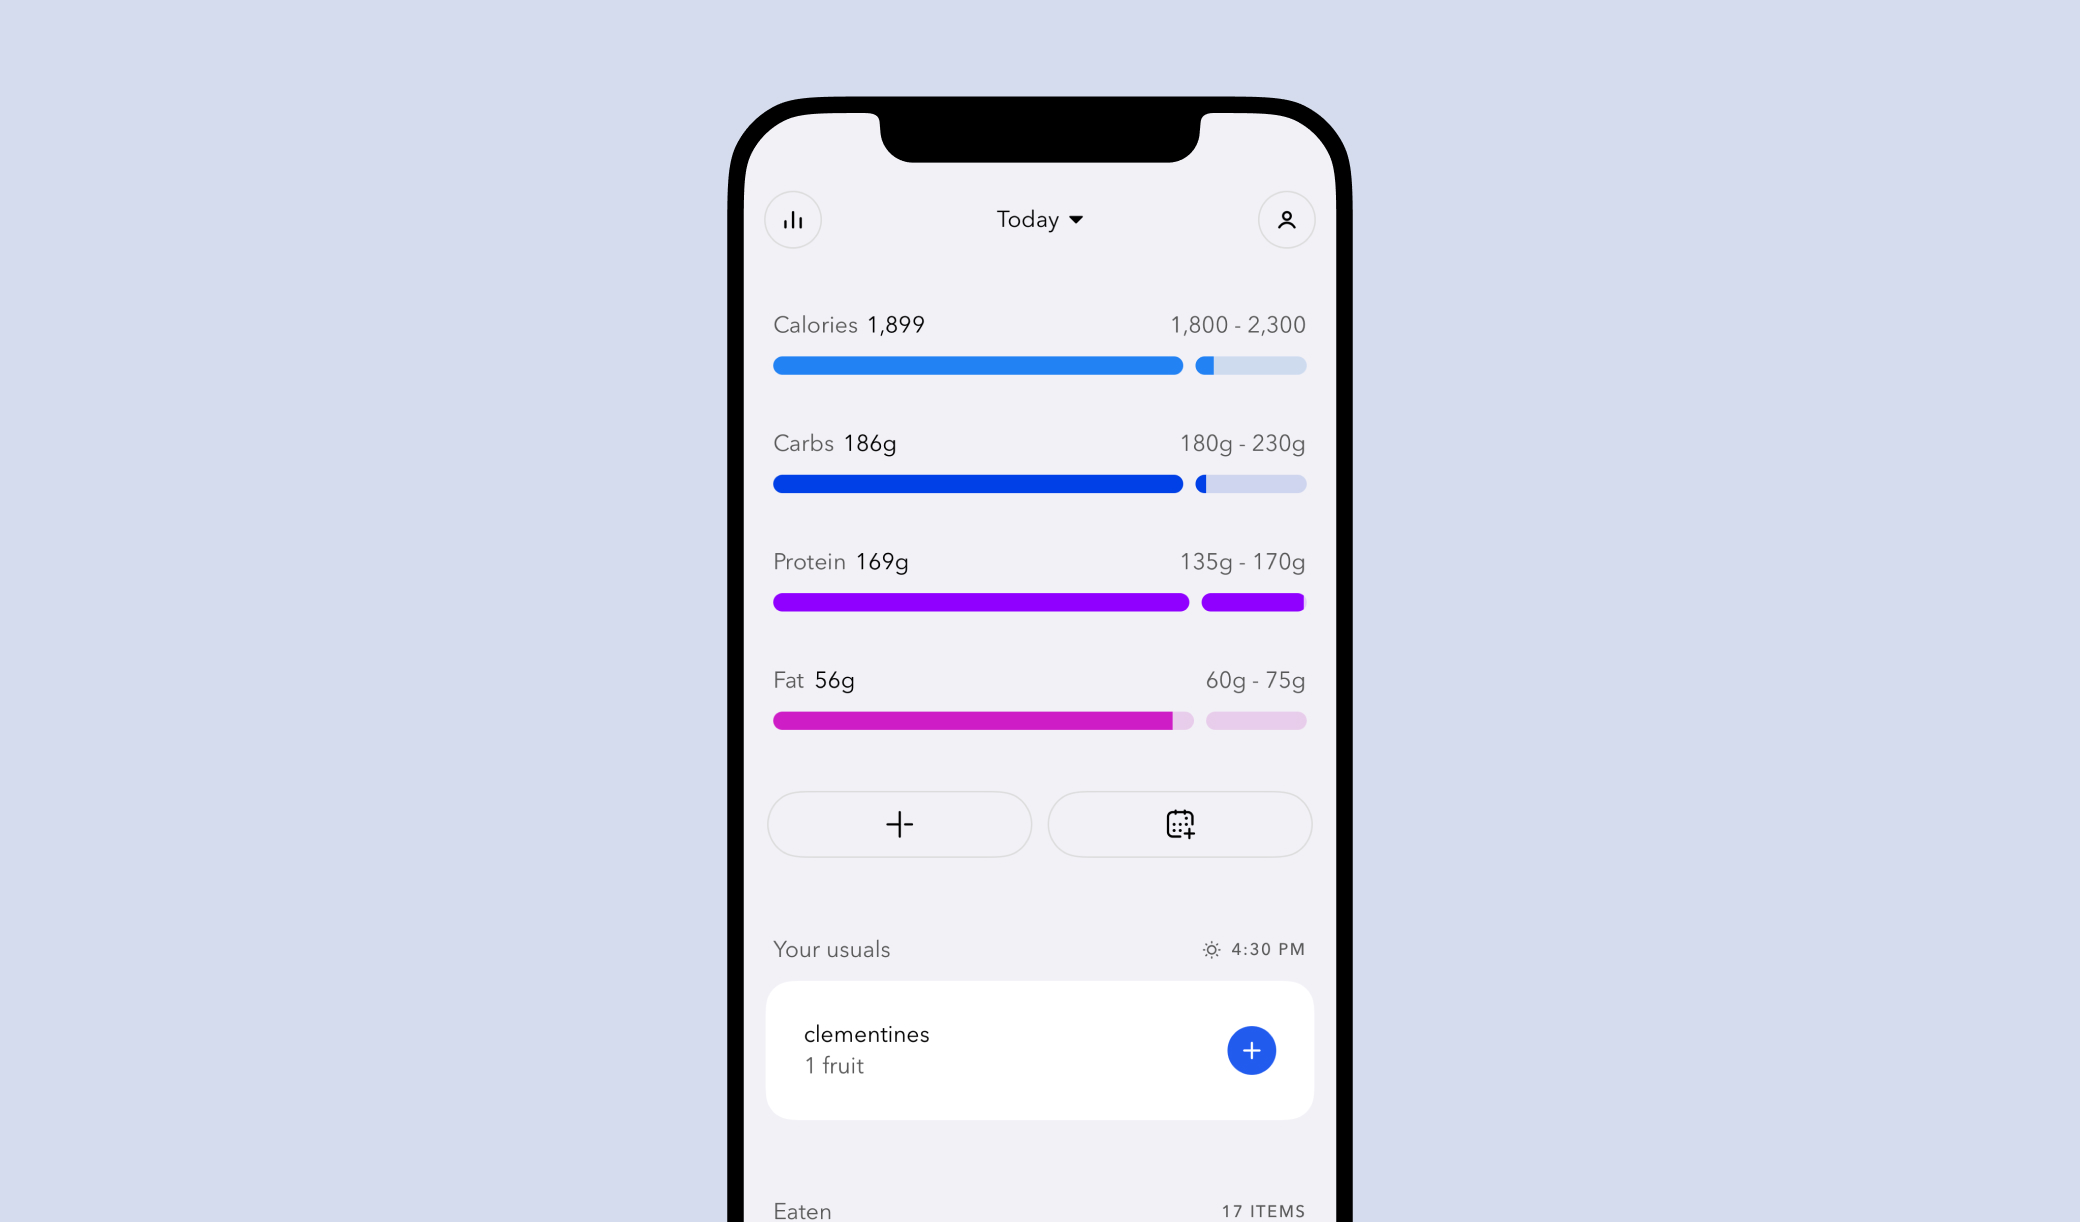 Today
Calories 1,899 1,800 - 2,300
Carbs 186g 180g - 230g
Protein 169g 135g - 170g
Fat 56g 60g - 75g
Your usuals 4:30 PM
clementines
1 fruit
Eaten 17 ITEMS